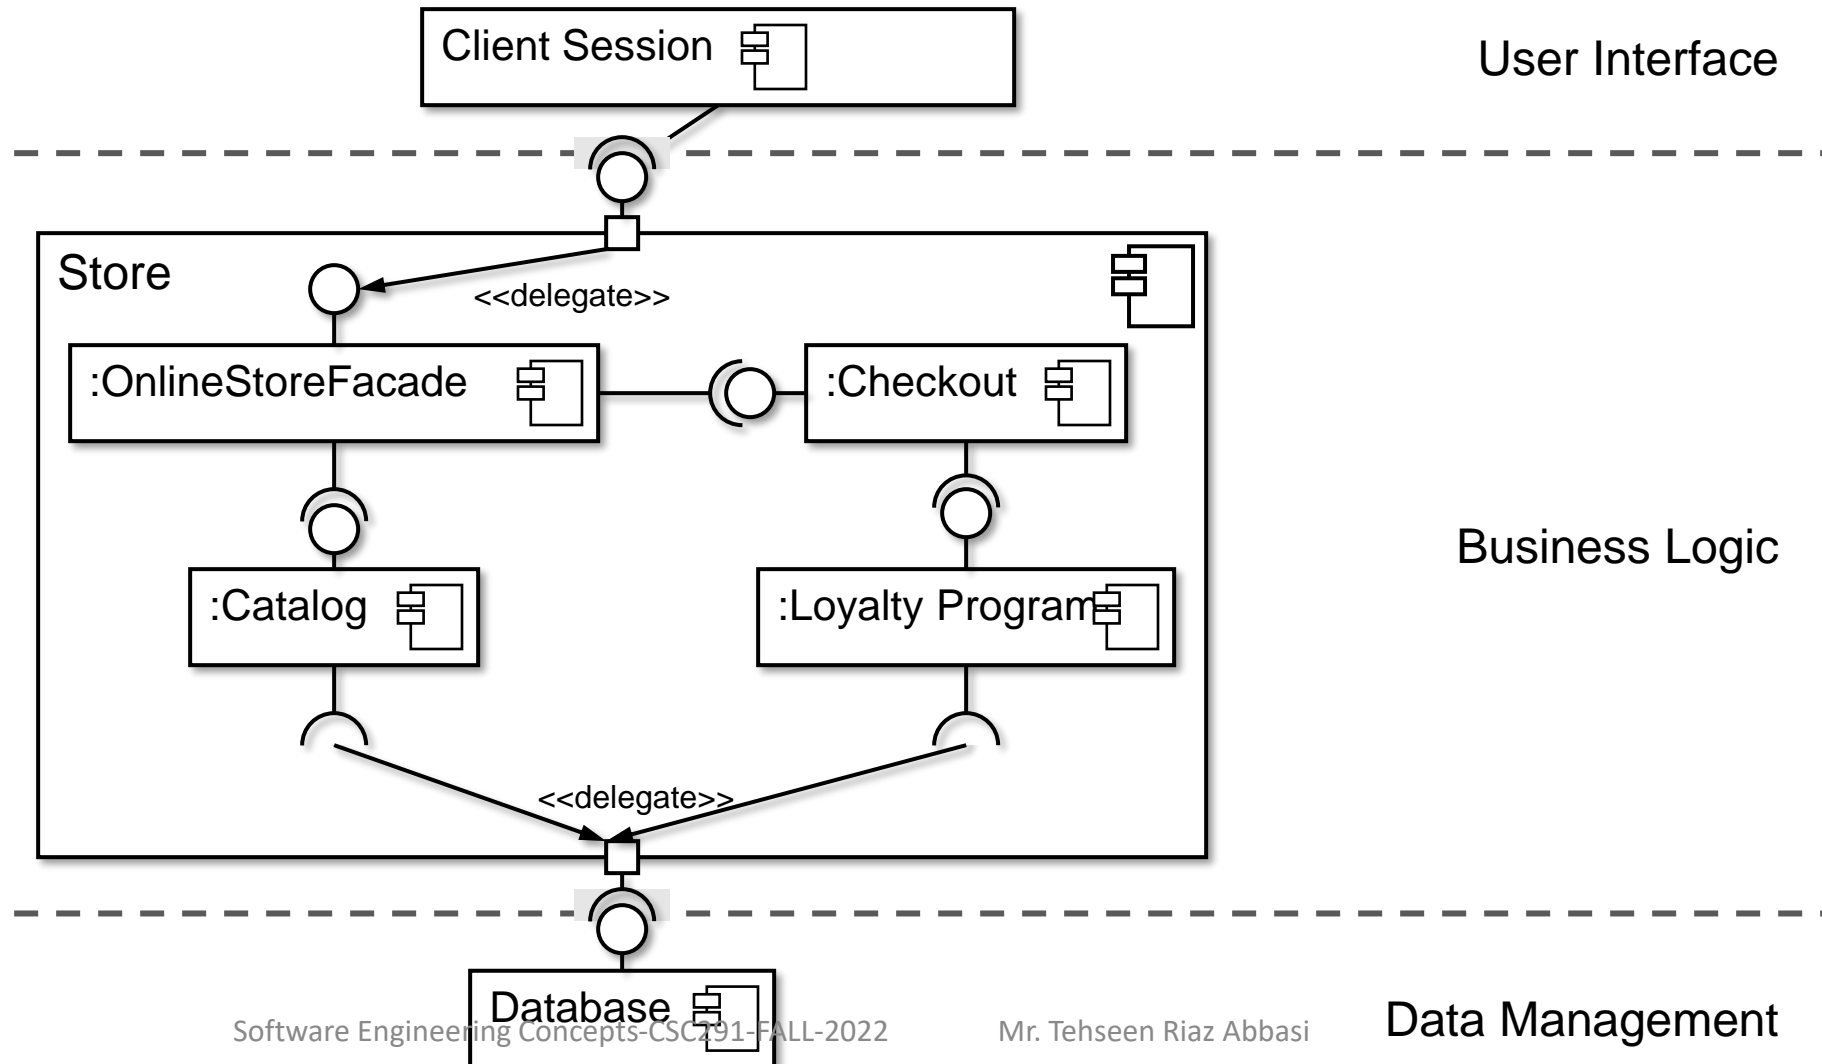 Client Session
User Interface
Store
<<delegate>>
:OnlineStoreFacade
:Checkout
Business Logic
:Catalog
:Loyalty Program
<<delegate>>
Database
Software Engineering Concepts-CSC291-FALL-2022
Mr. Tehseen Riaz Abbasi
Data Management